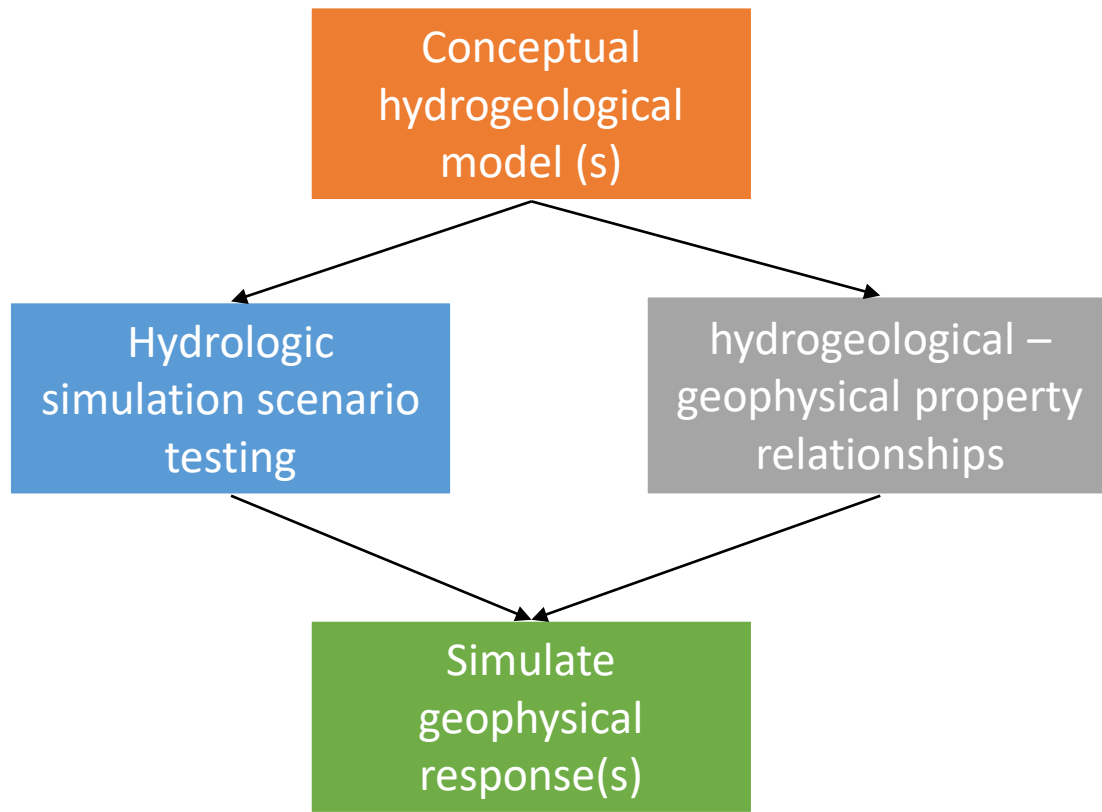 Conceptual
hydrogeological
model (s)
Hydrologic
simulation scenario
testing
hydrogeological –
geophysical property
relationships
Simulate
geophysical
response(s)